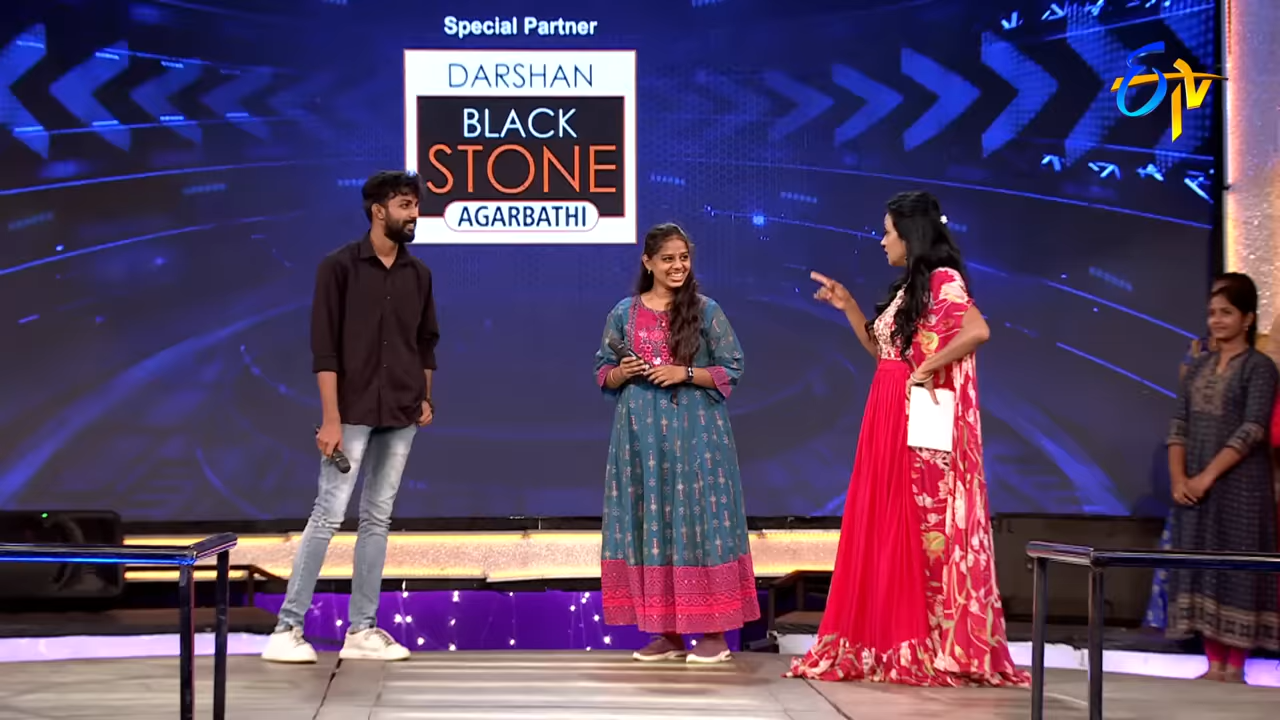 Special Partner
DARSHAN
BLACK
STONE
AGARBATHI
ETV